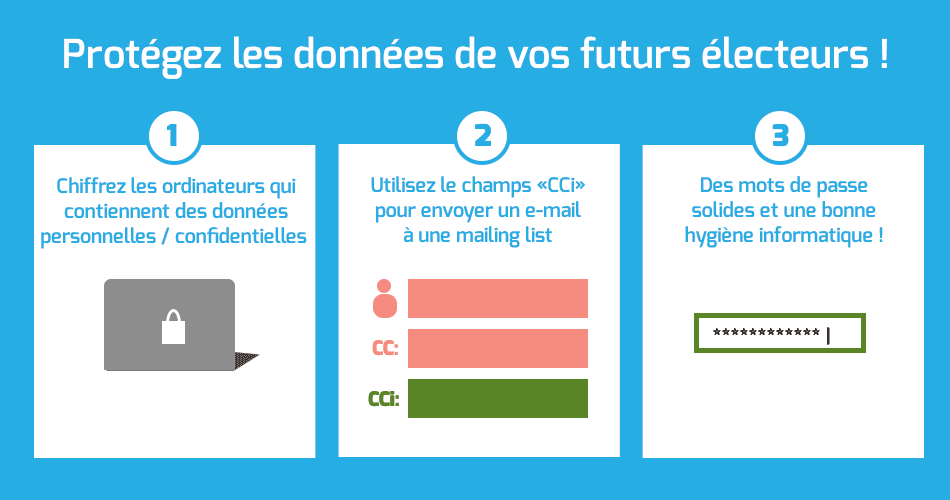 Protégez les données de vos futurs électeurs !
1
Chiffrez les ordinateurs qui
contiennent des données
personnelles / confidentielles
2
Utilisez le champs «CCi»
pour envoyer un e-mail
à une mailing list
CC:
CCi:
3
Des mots de passe
solides et une bonne
hygiène informatique !
************ |